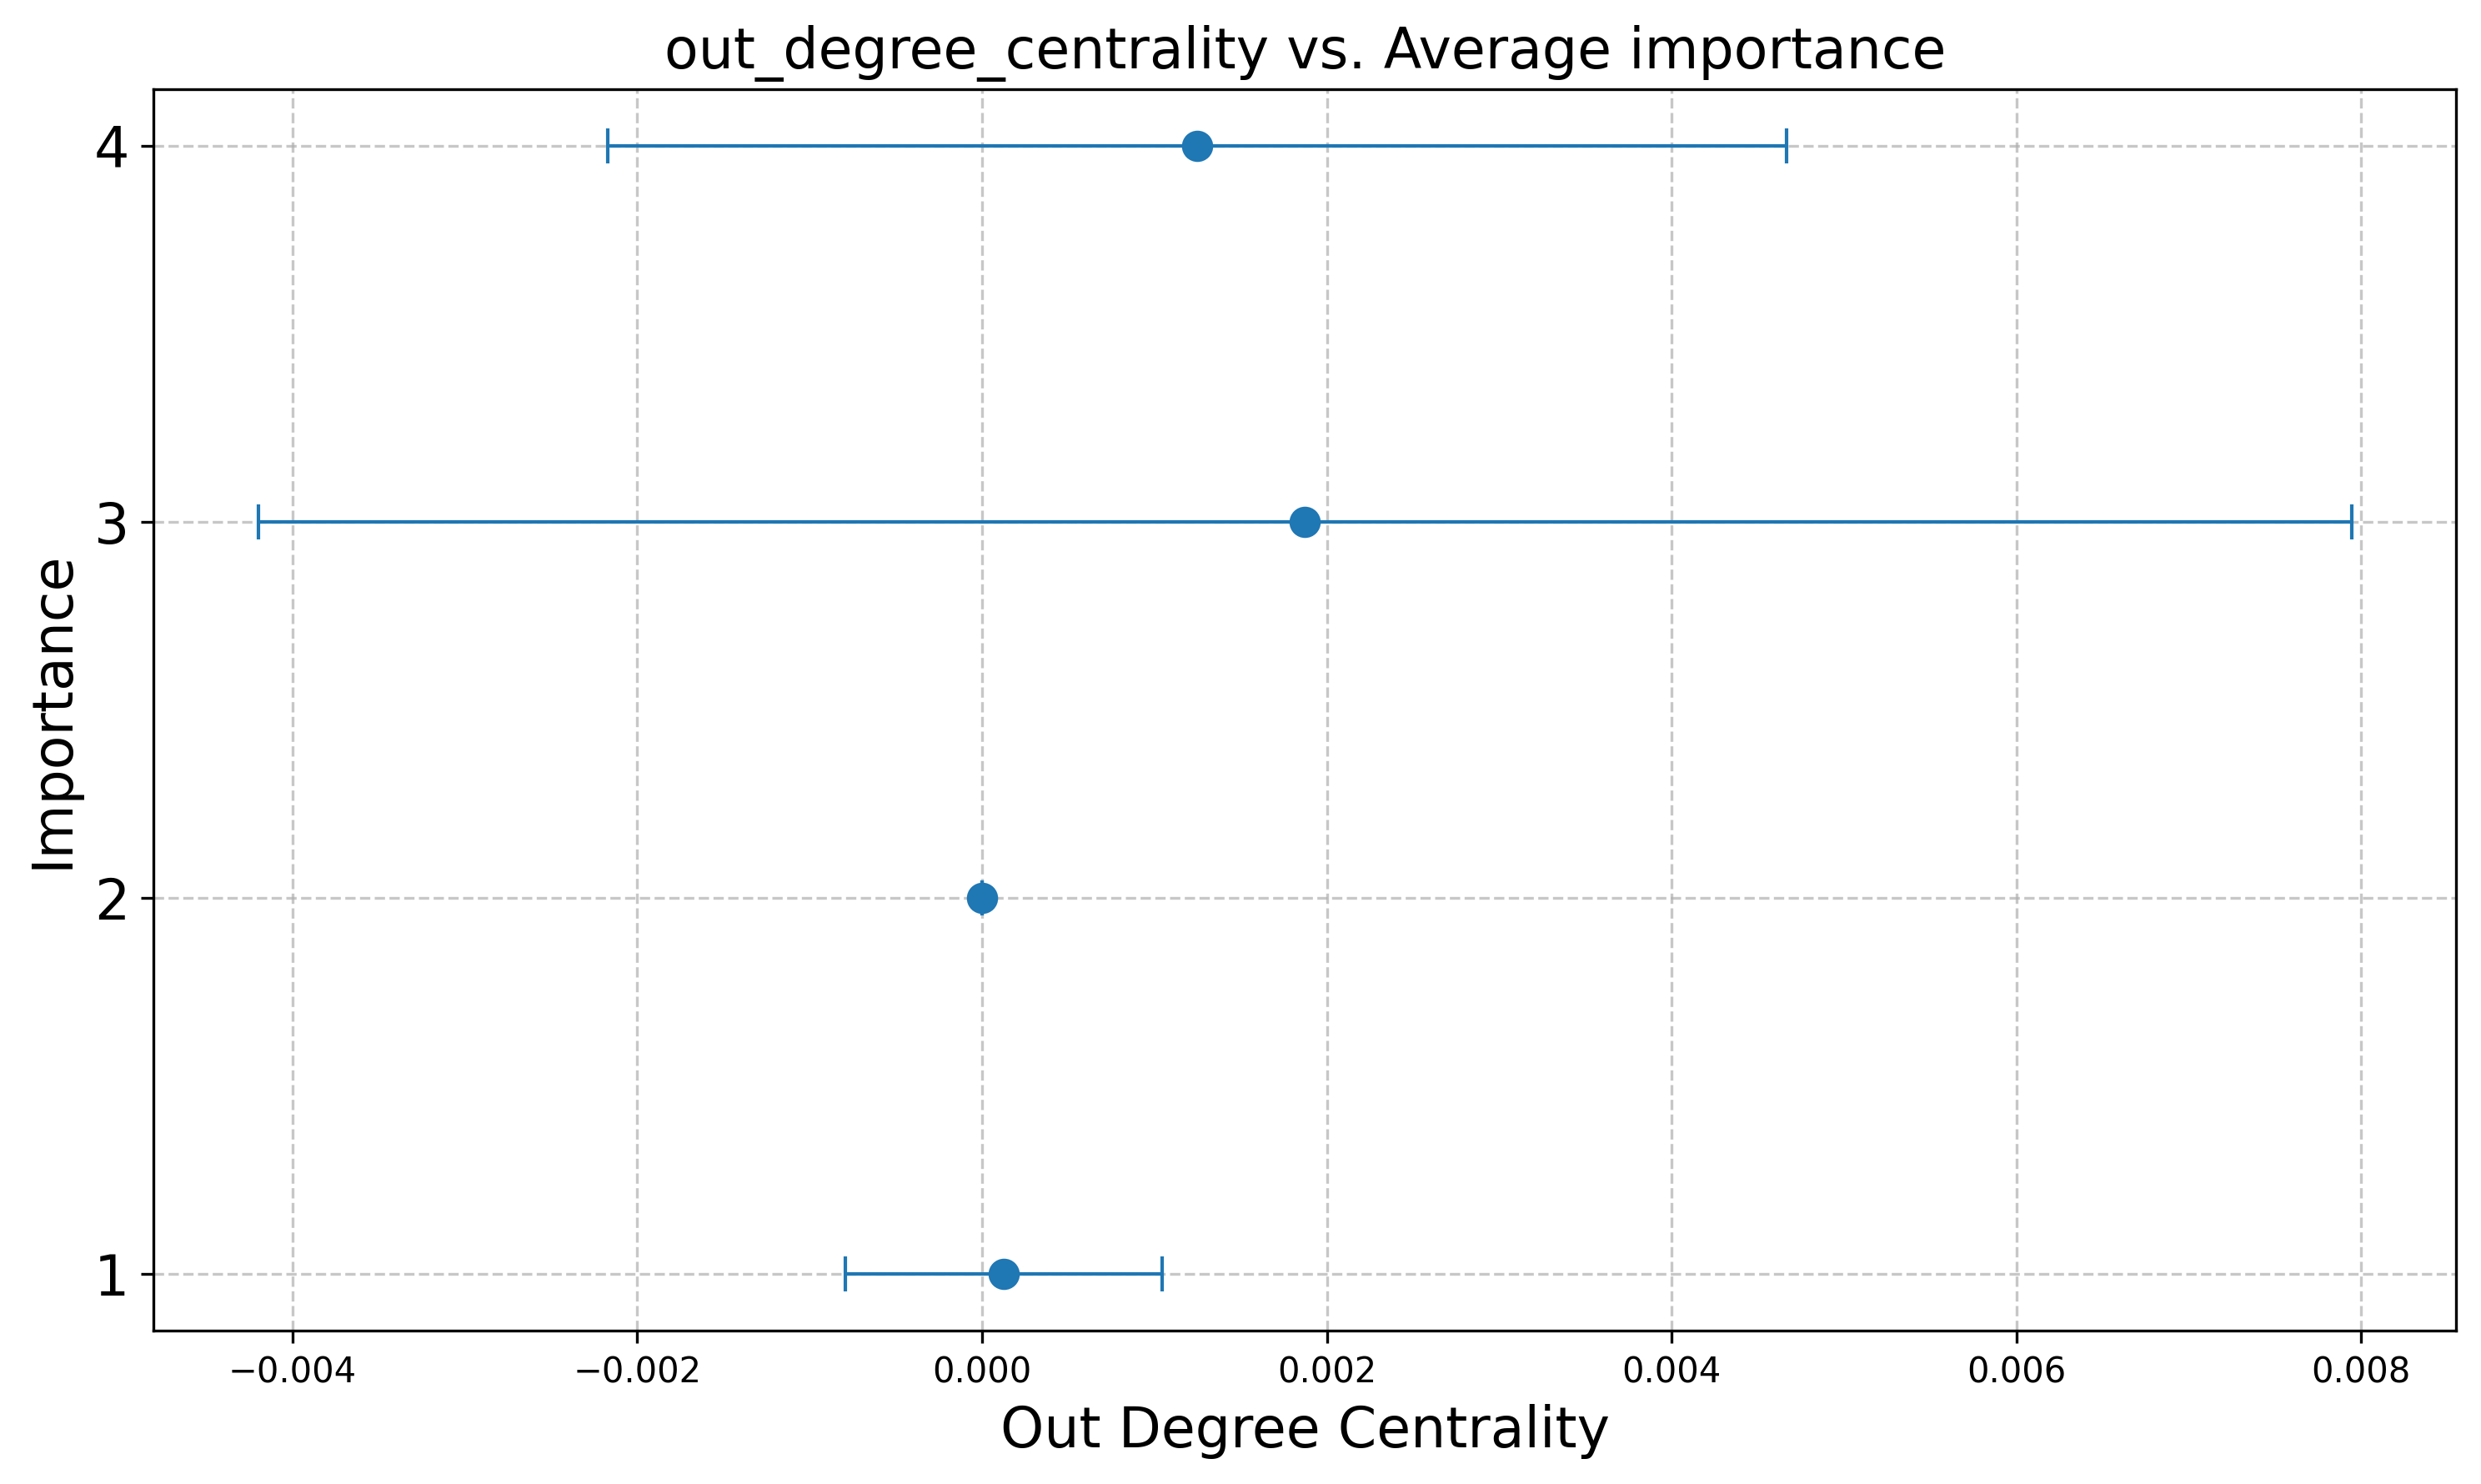 out_degree_centrality vs. Average importance
Importance
4
3
2
1
−0.004 −0.002 0.000 0.002 0.004 0.006 0.008
Out Degree Centrality